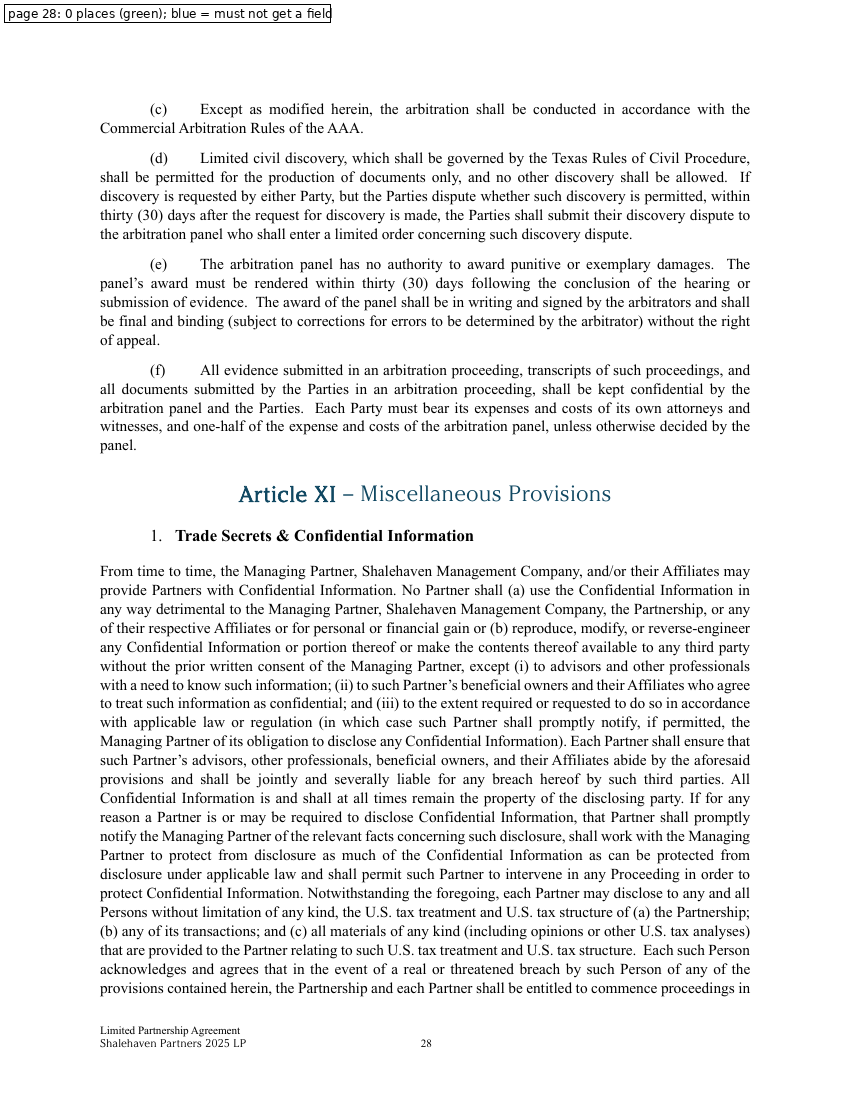 page 28: 0 places (green); blue = must not get a field
(c) Except as modified herein, the arbitration shall be conducted in accordance with the
Commercial Arbitration Rules of the AAA.
(d) Limited civil discovery, which shall be governed by the Texas Rules of Civil Procedure,
shall be permitted for the production of documents only, and no other discovery shall be allowed. If
discovery is requested by either Party, but the Parties dispute whether such discovery is permitted, within
thirty (30) days after the request for discovery is made, the Parties shall submit their discovery dispute to
the arbitration panel who shall enter a limited order concerning such discovery dispute.
(e) The arbitration panel has no authority to award punitive or exemplary damages. The
panel’s award must be rendered within thirty (30) days following the conclusion of the hearing or
submission of evidence. The award of the panel shall be in writing and signed by the arbitrators and shall
be final and binding (subject to corrections for errors to be determined by the arbitrator) without the right
of appeal.
(f) All evidence submitted in an arbitration proceeding, transcripts of such proceedings, and
all documents submitted by the Parties in an arbitration proceeding, shall be kept confidential by the
arbitration panel and the Parties. Each Party must bear its expenses and costs of its own attorneys and
witnesses, and one-half of the expense and costs of the arbitration panel, unless otherwise decided by the
panel.
Article XI – Miscellaneous Provisions
1. Trade Secrets & Confidential Information
From time to time, the Managing Partner, Shalehaven Management Company, and/or their Affiliates may
provide Partners with Confidential Information. No Partner shall (a) use the Confidential Information in
any way detrimental to the Managing Partner, Shalehaven Management Company, the Partnership, or any
of their respective Affiliates or for personal or financial gain or (b) reproduce, modify, or reverse-engineer
any Confidential Information or portion thereof or make the contents thereof available to any third party
without the prior written consent of the Managing Partner, except (i) to advisors and other professionals
with a need to know such information; (ii) to such Partner’s beneficial owners and their Affiliates who agree
to treat such information as confidential; and (iii) to the extent required or requested to do so in accordance
with applicable law or regulation (in which case such Partner shall promptly notify, if permitted, the
Managing Partner of its obligation to disclose any Confidential Information). Each Partner shall ensure that
such Partner’s advisors, other professionals, beneficial owners, and their Affiliates abide by the aforesaid
provisions and shall be jointly and severally liable for any breach hereof by such third parties. All
Confidential Information is and shall at all times remain the property of the disclosing party. If for any
reason a Partner is or may be required to disclose Confidential Information, that Partner shall promptly
notify the Managing Partner of the relevant facts concerning such disclosure, shall work with the Managing
Partner to protect from disclosure as much of the Confidential Information as can be protected from
disclosure under applicable law and shall permit such Partner to intervene in any Proceeding in order to
protect Confidential Information. Notwithstanding the foregoing, each Partner may disclose to any and all
Persons without limitation of any kind, the U.S. tax treatment and U.S. tax structure of (a) the Partnership;
(b) any of its transactions; and (c) all materials of any kind (including opinions or other U.S. tax analyses)
that are provided to the Partner relating to such U.S. tax treatment and U.S. tax structure. Each such Person
acknowledges and agrees that in the event of a real or threatened breach by such Person of any of the
provisions contained herein, the Partnership and each Partner shall be entitled to commence proceedings in
Limited Partnership Agreement
Shalehaven Partners 2025 LP 28